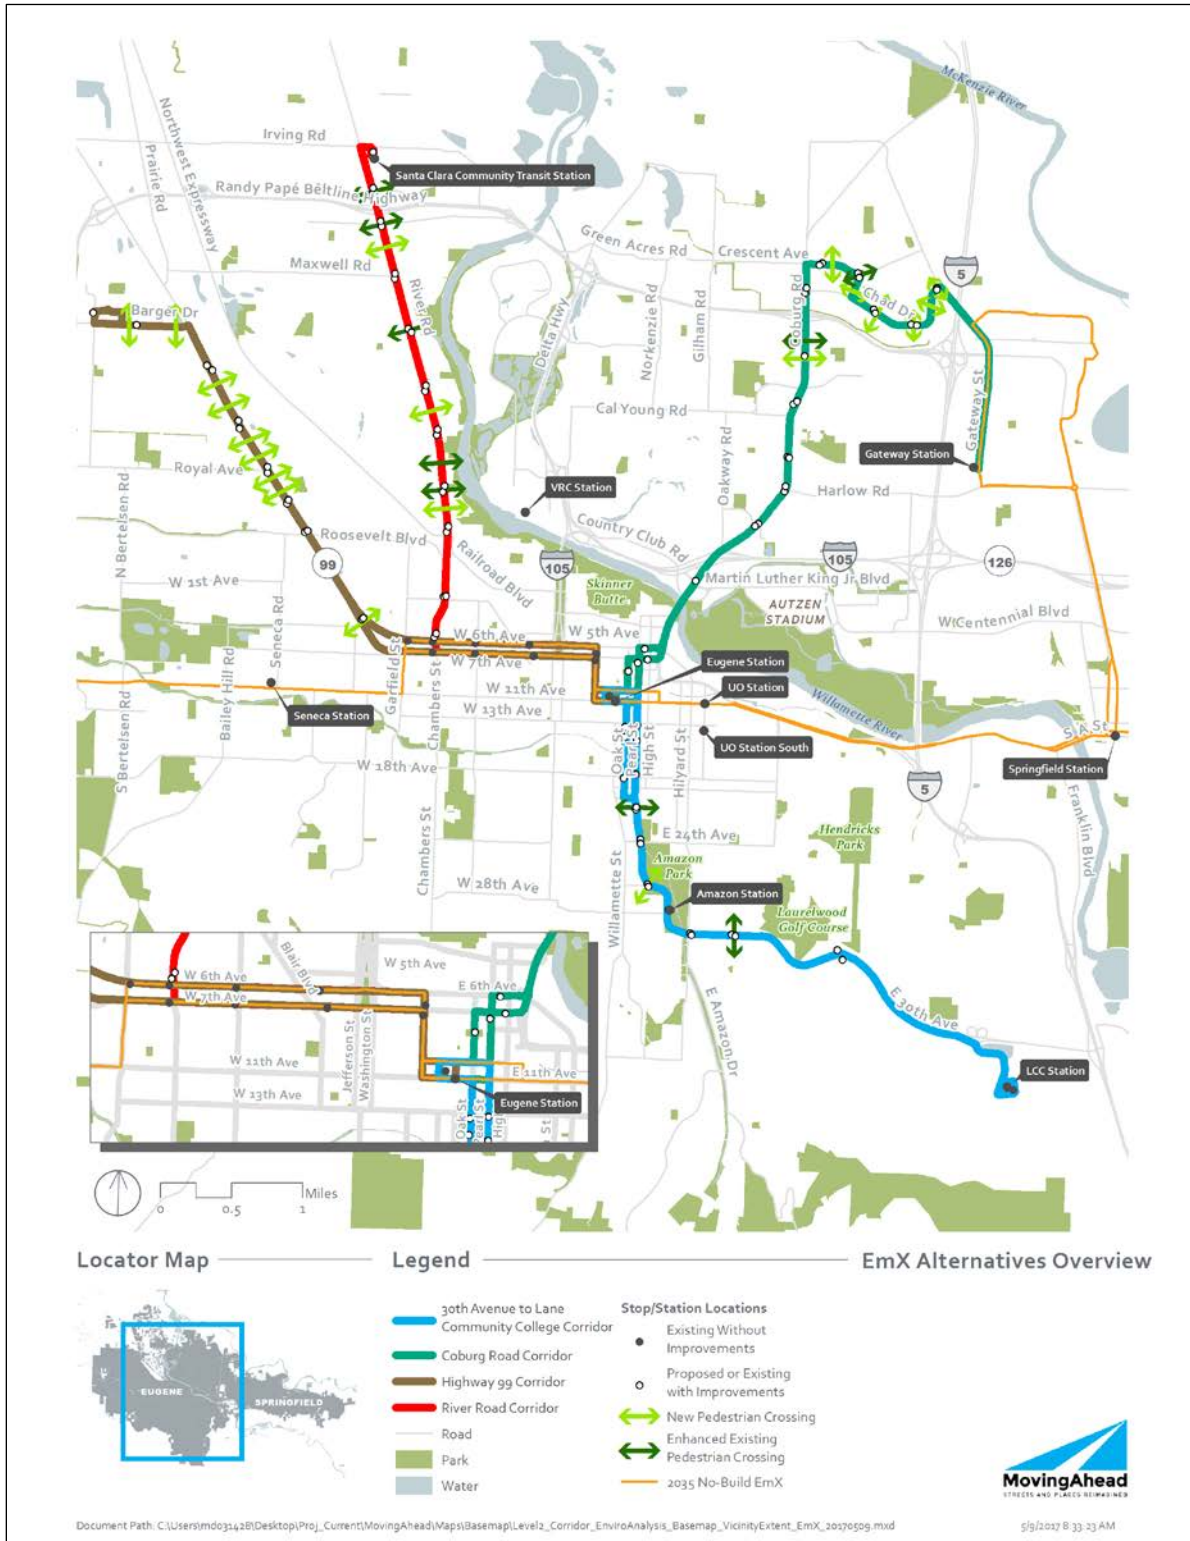 McKenzie River
Irving Rd
Northwest Expressway
Prairie Rd
Santa Clara Community Transit Station
Randy Papé Beltline Highway
Green Acres Rd
Crescent Ave
Maxwell Rd
River Rd
Delta Hwy
Norkenzie Rd
Gilham Rd
Coburg Rd
Chad Dr
5
Barger Dr
Gateway St
Cal Young Rd
Oakway Rd
Gateway Station
Royal Ave
VRC Station
Harlow Rd
N Bertelsen Rd
Roosevelt Blvd
Country Club Rd
99
Railroad Blvd
105
105
126
W 1st Ave
Skinner
Butte
Martin Luther King Jr Blvd
AUTZEN
STADIUM
W Centennial Blvd
Seneca Rd
Bailey Hill Rd
Garfield St
W 6th Ave
W 5th Ave
W 7th Ave
Eugene Station
W 11th Ave
UO Station
W 13th Ave
Seneca Station
Willamette River
S A St
Chambers St
S Bertelsen Rd
Oak St
Pearl St
High St
Hilyard St
UO Station South
Springfield Station
W 18th Ave
5
Franklin Blvd
Chambers St
E 24th Ave
Hendricks
Park
Amazon
Park
Willamette St
W 28th Ave
Amazon Station
Laurelwood
Golf Course
E Amazon Dr
E 30th Ave
LCC Station
W 5th Ave
Blair Blvd
W 6th Ave
W 7th Ave
E 6th Ave
Jefferson St
Washington St
W 11th Ave
E 11th Ave
W 13th Ave
Eugene Station
Oak St
Pearl St
High
St
Miles
0 0.5 1
Locator Map
EUGENE
SPRINGFIELD
Legend
30th Avenue to Lane
Community College Corridor
Coburg Road Corridor
Highway 99 Corridor
River Road Corridor
Road
Park
Water
EmX Alternatives Overview
Stop/Station Locations
Existing Without
Improvements
Proposed or Existing
with Improvements
New Pedestrian Crossing
Enhanced Existing
Pedestrian Crossing
2035 No-Build EmX
MovingAhead
STREETS AND PLACES REIMAGINED
Document Path: C:\Users\mdo3142B\Desktop\Proj_Current\MovingAhead\Maps\Basemap\Level2_Corridor_EnviroAnalysis_Basemap_VicinityExtent_EmX_20170509.mxd
5/9/2017 8:33:23 AM